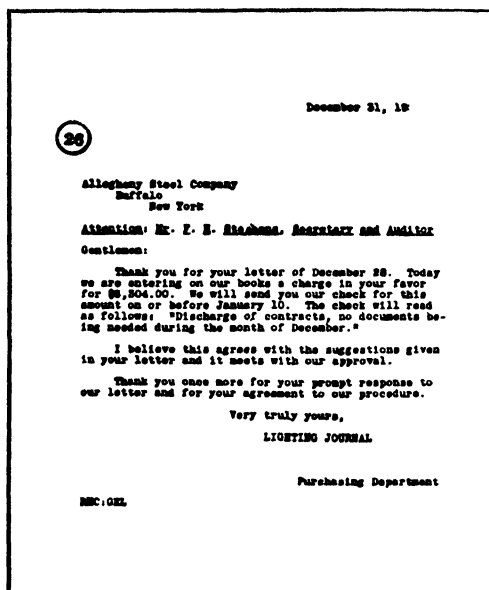 December 31, 19
26
Allegheny Steel Company
Buffalo
New York
Attention: Mr. F. E. Stephens, Secretary and Auditor
Gentlemen:
Thank you for your letter of December 28. Today
we are entering on our books a charge in your favor
for 304.00. We will send you our check for this
amount on or before January 10. The check will read
as follows: "Discharge of contracts, no documents be-
ing needed during the month of December."
I believe this agrees with the suggestions given
in your letter and it meets with our approval.
Thank you once more for your prompt response to
our letter and for your agreement to our procedure.
Very truly yours,
LIGHTING JOURNAL
Purchasing Department